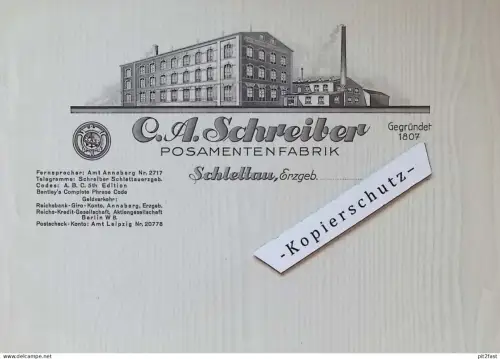 C.A. Schreiber
POSAMENTENFABRIK
Gegründet
1807
Schlettau, Erzgeb.
Fernsprecher: Amt Annaberg Nr. 2717
Telegramme: Schreiber Schlettauerzgeb.
Codes: A. B. C. 5th Edition
Bentley's Complete Phrase Code
Geldverkehr:
Reichsbank-Giro-Konto, Annaberg, Erzgeb.
Reichs-Kredit-Gesellschaft, Aktiengesellschaft
Berlin W 8
Postscheck-Konto: Amt Leipzig Nr. 20778
-Kopierschutz-